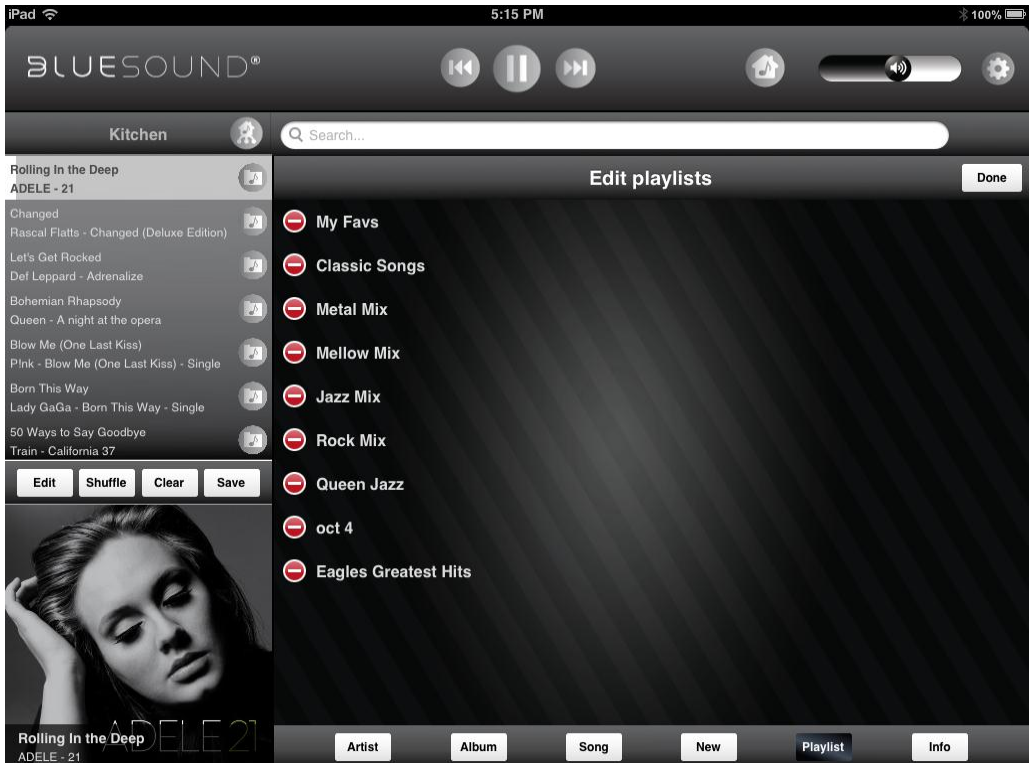 iPad
5:15 PM
100%
BLUESOUND®
Kitchen
Search...
Rolling In the Deep
ADELE - 21
Changed
Rascal Flatts - Changed (Deluxe Edition)
Let's Get Rocked
Def Leppard - Adrenalize
Bohemian Rhapsody
Queen - A night at the opera
Blow Me (One Last Kiss)
P!nk - Blow Me (One Last Kiss) - Single
Born This Way
Lady GaGa - Born This Way - Single
50 Ways to Say Goodbye
Train - California 37
Edit
Shuffle
Clear
Save
ADELE 21
Rolling In the Deep
ADELE - 21
Edit playlists
Done
My Favs
Classic Songs
Metal Mix
Mellow Mix
Jazz Mix
Rock Mix
Queen Jazz
oct 4
Eagles Greatest Hits
Artist
Album
Song
New
Playlist
Info